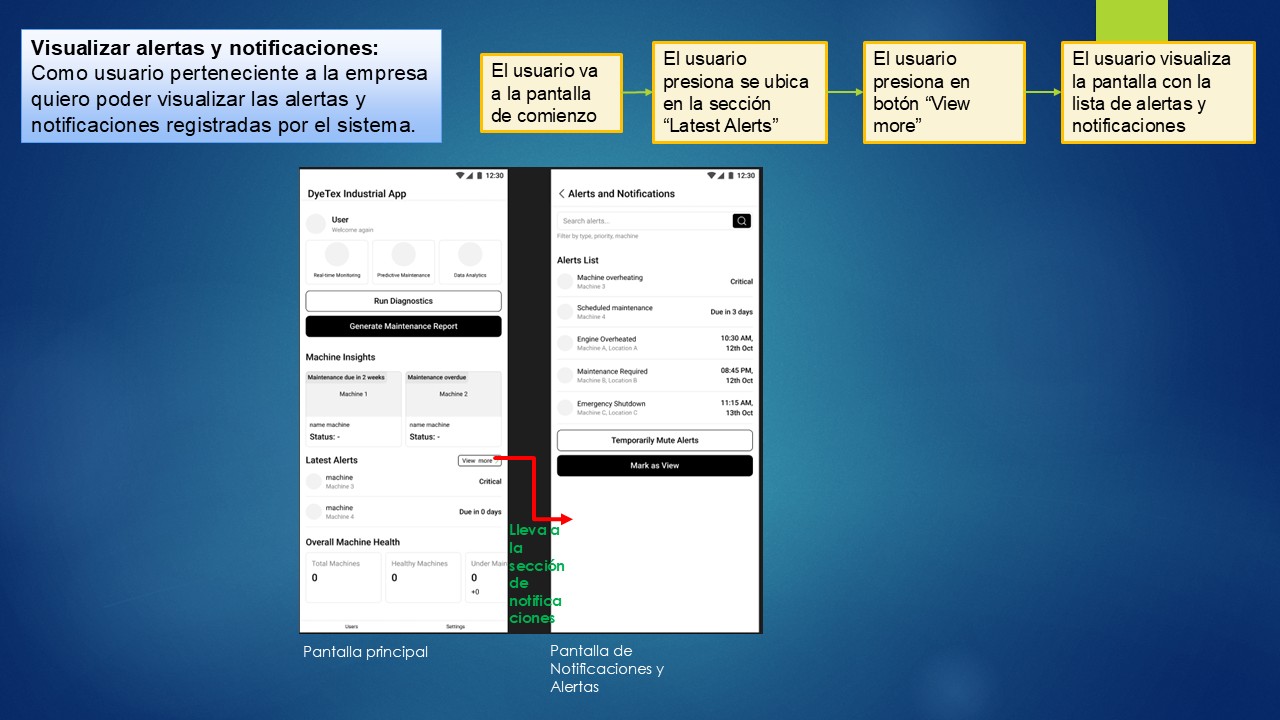 Visualizar alertas y notificaciones:
Como usuario perteneciente a la empresa
quiero poder visualizar las alertas y
notificaciones registradas por el sistema.
El usuario va
a la pantalla
de comienzo
El usuario
presiona se ubica
en la sección
“Latest Alerts”
El usuario
presiona en
botón “View
more”
El usuario visualiza
la pantalla con la
lista de alertas y
notificaciones
12:30
DyeTex Industrial App
User
Welcome again
Real-time Monitoring
Predictive Maintenance
Data Analytics
Run Diagnostics
Generate Maintenance Report
Machine Insights
Maintenance due in 2 weeks
Machine 1
name machine
Status: -
Maintenance overdue
Machine 2
name machine
Status: -
Latest Alerts
View more
machine
Machine 3
Critical
machine
Machine 4
Due in 0 days
Overall Machine Health
Total Machines
0
Healthy Machines
0
Under Main
0
+0
Users
Settings
Lleva a
la
sección
de
notifica
ciones
12:30
Alerts and Notifications
Search alerts...
Filter by type, priority, machine
Alerts List
Machine overheating
Machine 3
Critical
Scheduled maintenance
Machine 4
Due in 3 days
Engine Overheated
Machine A, Location A
10:30 AM,
12th Oct
Maintenance Required
Machine B, Location B
08:45 PM,
12th Oct
Emergency Shutdown
Machine C, Location C
11:15 AM,
13th Oct
Temporarily Mute Alerts
Mark as View
Pantalla principal
Pantalla de
Notificaciones y
Alertas